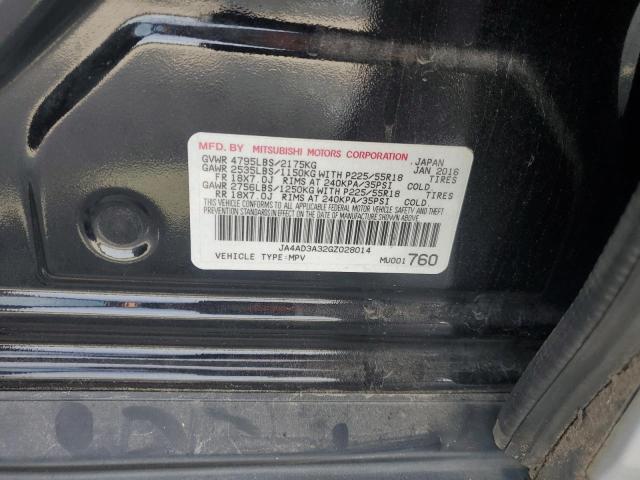 MFD. BY MITSUBISHI MOTORS CORPORATION JAPAN
GVWR 4795LBS/2175KG JAN 2016
GAWR 2535LBS/1150KG WITH P225/55R18 TIRES
FR 18X7.0J RIMS AT 240KPA/35PSI COLD
GAWR 2756LBS/1250KG WITH P225/55R18 TIRES
RR 18X7.0J RIMS AT 240KPA/35PSI COLD
THIS VEHICLE CONFORMS TO ALL APPLICABLE FEDERAL MOTOR VEHICLE SAFETY AND THEFT
PREVENTION STANDARDS IN EFFECT ON THE DATE OF MANUFACTURE SHOWN ABOVE.
JA4AD3A32GZ028014
VEHICLE TYPE:MPV MU001760